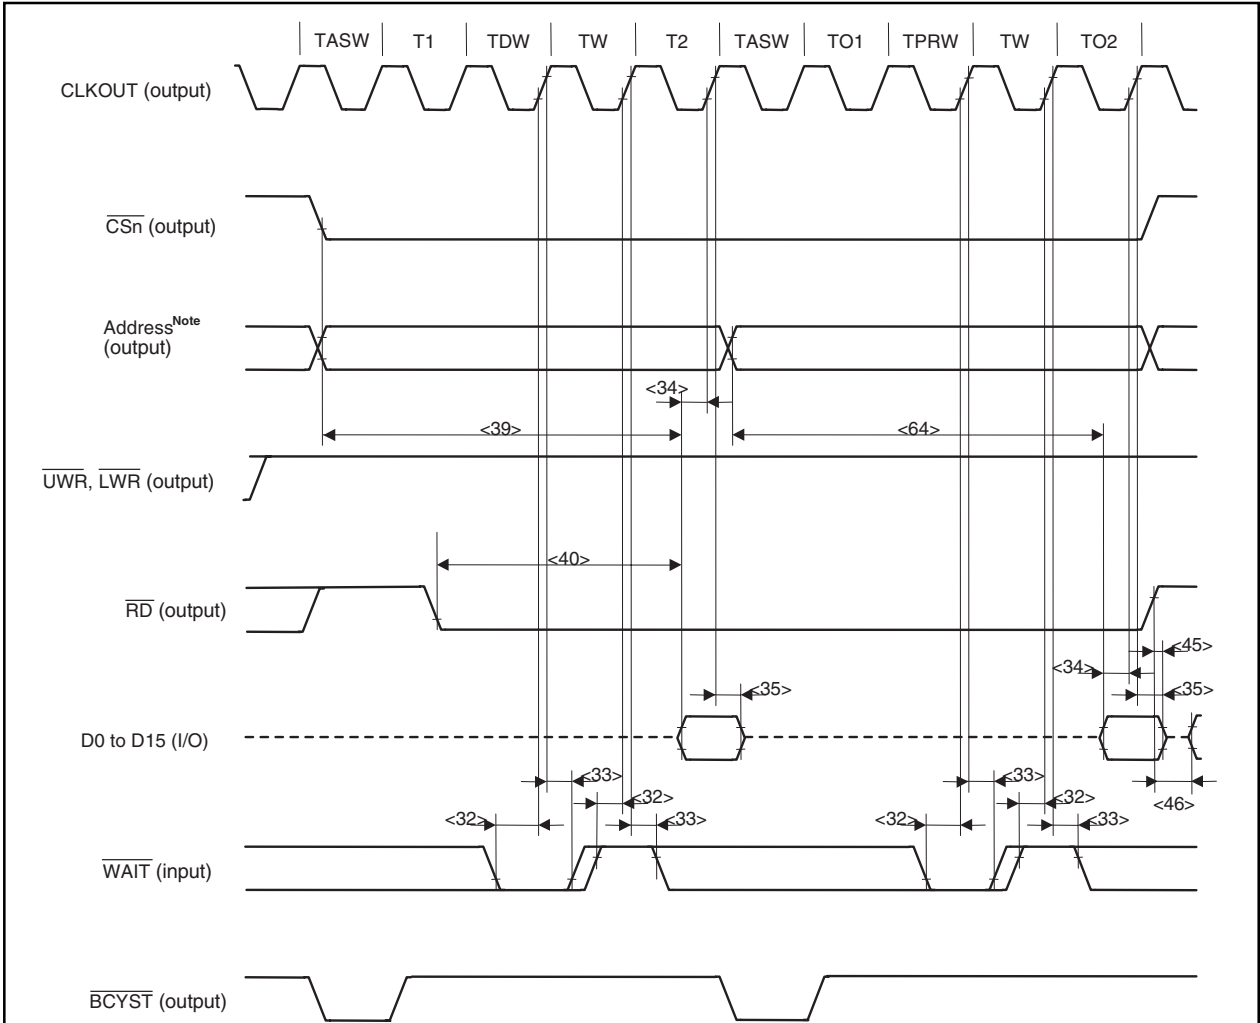 TASW T1 TDW TW T2 TASW TO1 TPRW TW TO2
CLKOUT (output)
CSn (output)
Address Note
(output)
<34>
<39> <64>
UWR, LWR (output)
<40>
RD (output)
<45>
<34>
<35> <35>
D0 to D15 (I/O)
<33> <33>
<32> <32> <46>
<32> <33> <32> <33>
WAIT (input)
BCYST (output)